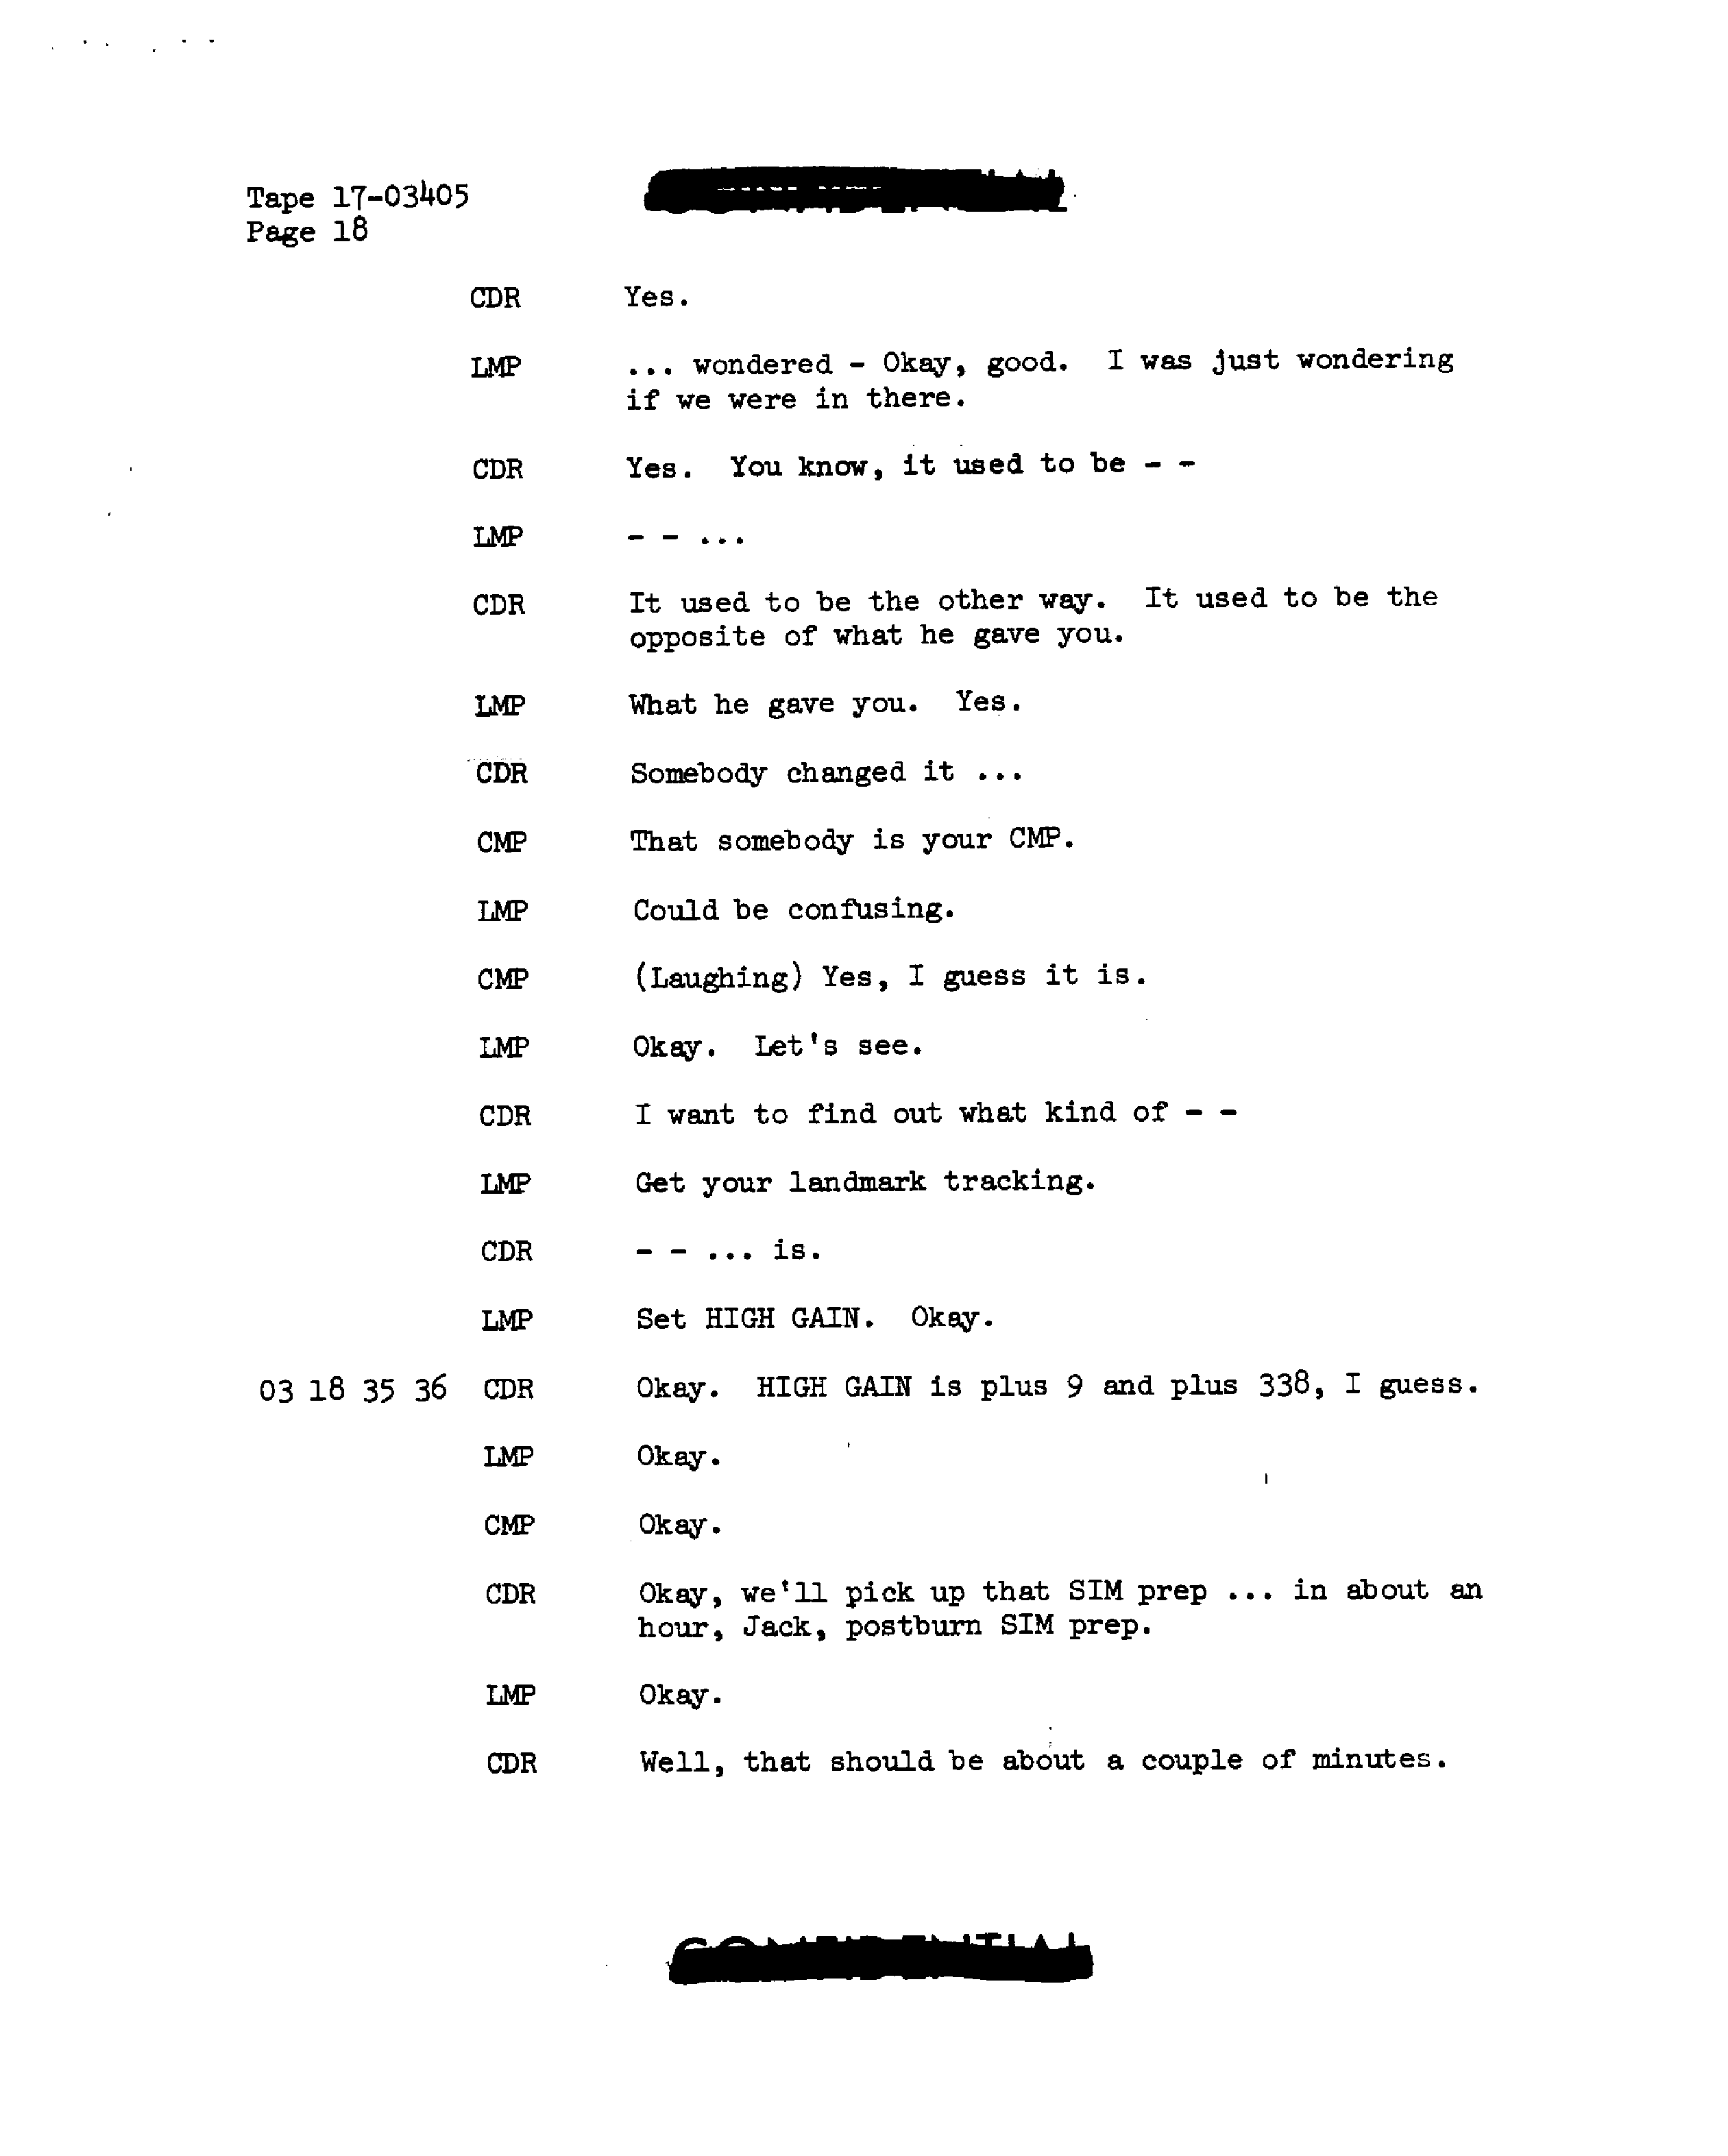 Tape 17-03405
Page 18
CDR Yes.
LMP ... wondered - Okay, good. I was just wondering
if we were in there.
CDR Yes. You know, it used to be - -
LMP - - ...
CDR It used to be the other way. It used to be the
opposite of what he gave you.
LMP What he gave you. Yes.
CDR Somebody changed it ...
CMP That somebody is your CMP.
LMP Could be confusing.
CMP (Laughing) Yes, I guess it is.
LMP Okay. Let's see.
CDR I want to find out what kind of - -
LMP Get your landmark tracking.
CDR - - ... is.
LMP Set HIGH GAIN. Okay.
03 18 35 36 CDR Okay. HIGH GAIN is plus 9 and plus 338, I guess.
LMP Okay.
CMP Okay.
CDR Okay, we'll pick up that SIM prep ... in about an
hour, Jack, postburn SIM prep.
LMP Okay.
CDR Well, that should be about a couple of minutes.
CONFIDENTIAL